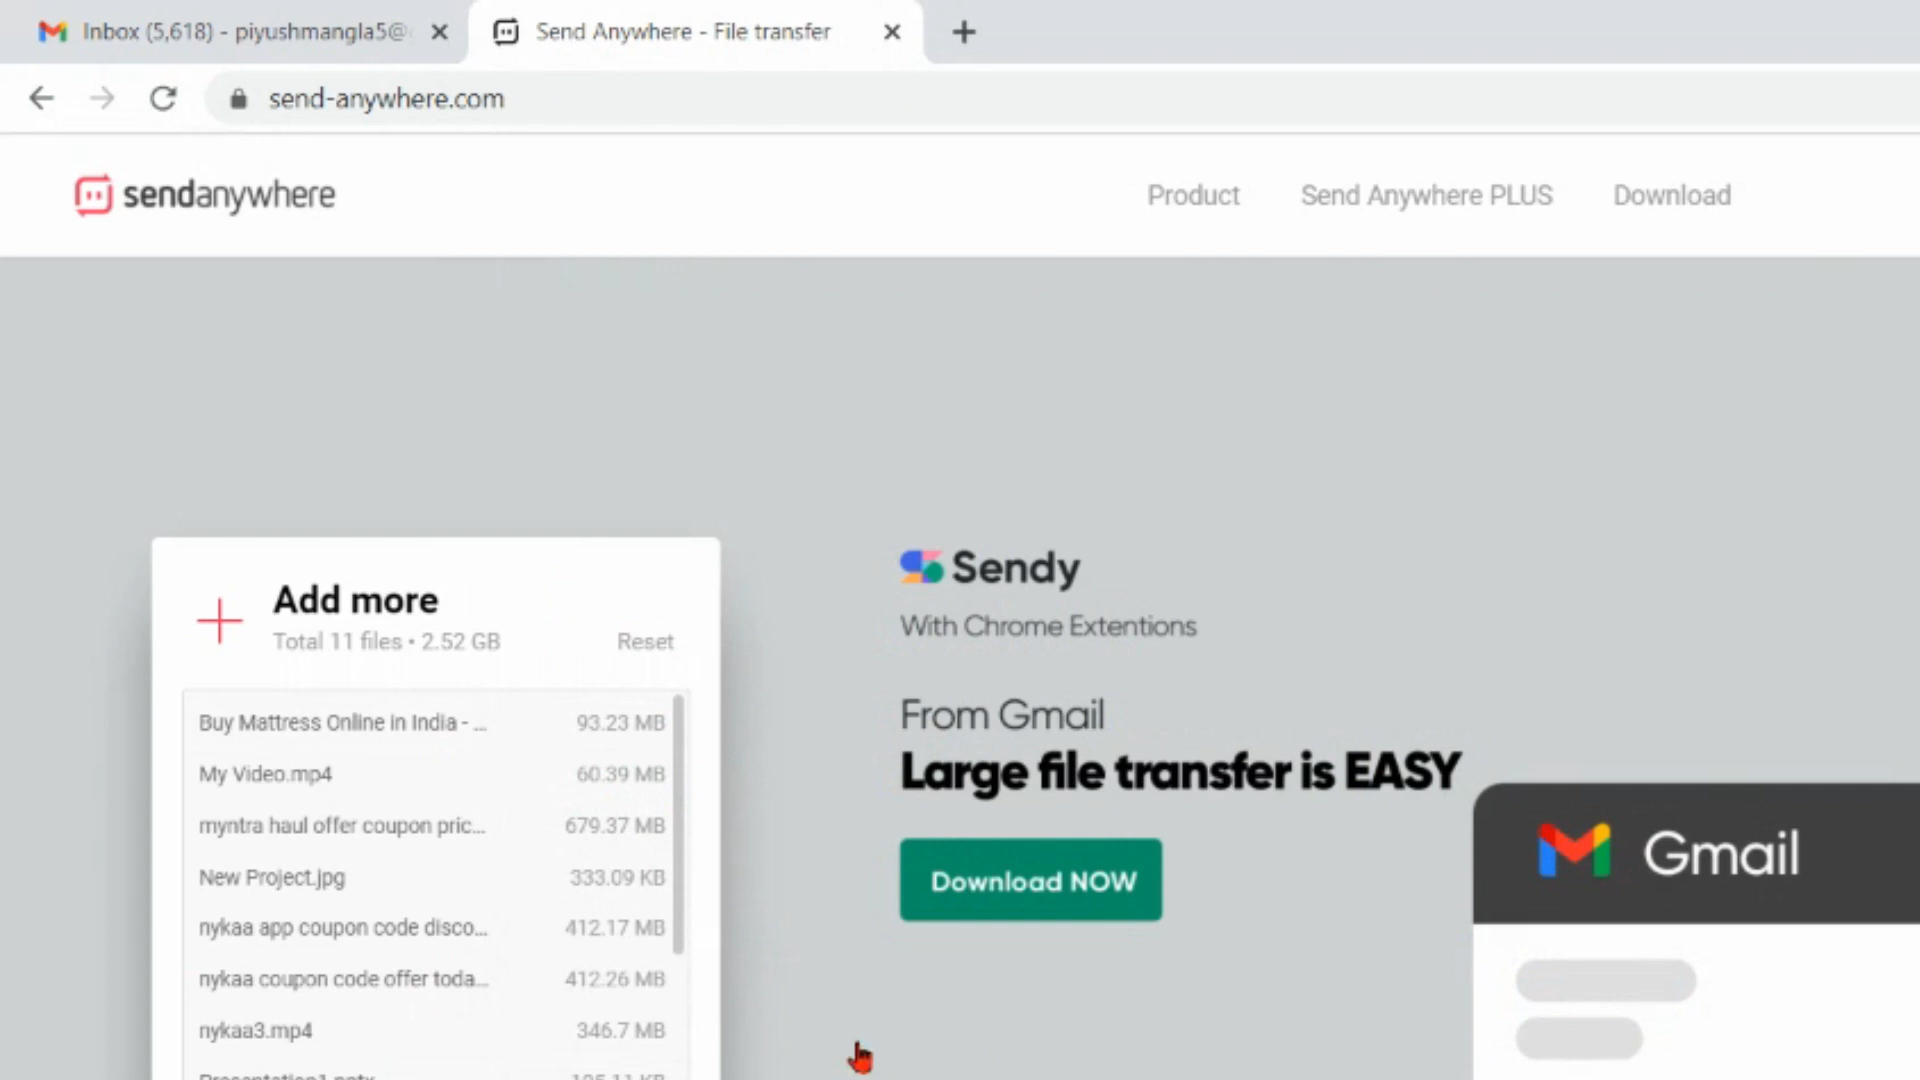 Inbox (5,618) - piyushmangla5@
Send Anywhere - File transfer
send-anywhere.com
sendanywhere
Product
Send Anywhere PLUS
Download
Add more
Total 11 files • 2.52 GB
Reset
Buy Mattress Online in India - ... 93.23 MB
My Video.mp4 60.39 MB
myntra haul offer coupon pric... 679.37 MB
New Project.jpg 333.09 KB
nykaa app coupon code disco... 412.17 MB
nykaa coupon code offer toda... 412.26 MB
nykaa3.mp4 346.7 MB
Sendy
With Chrome Extentions
From Gmail
Large file transfer is EASY
Download NOW
Gmail